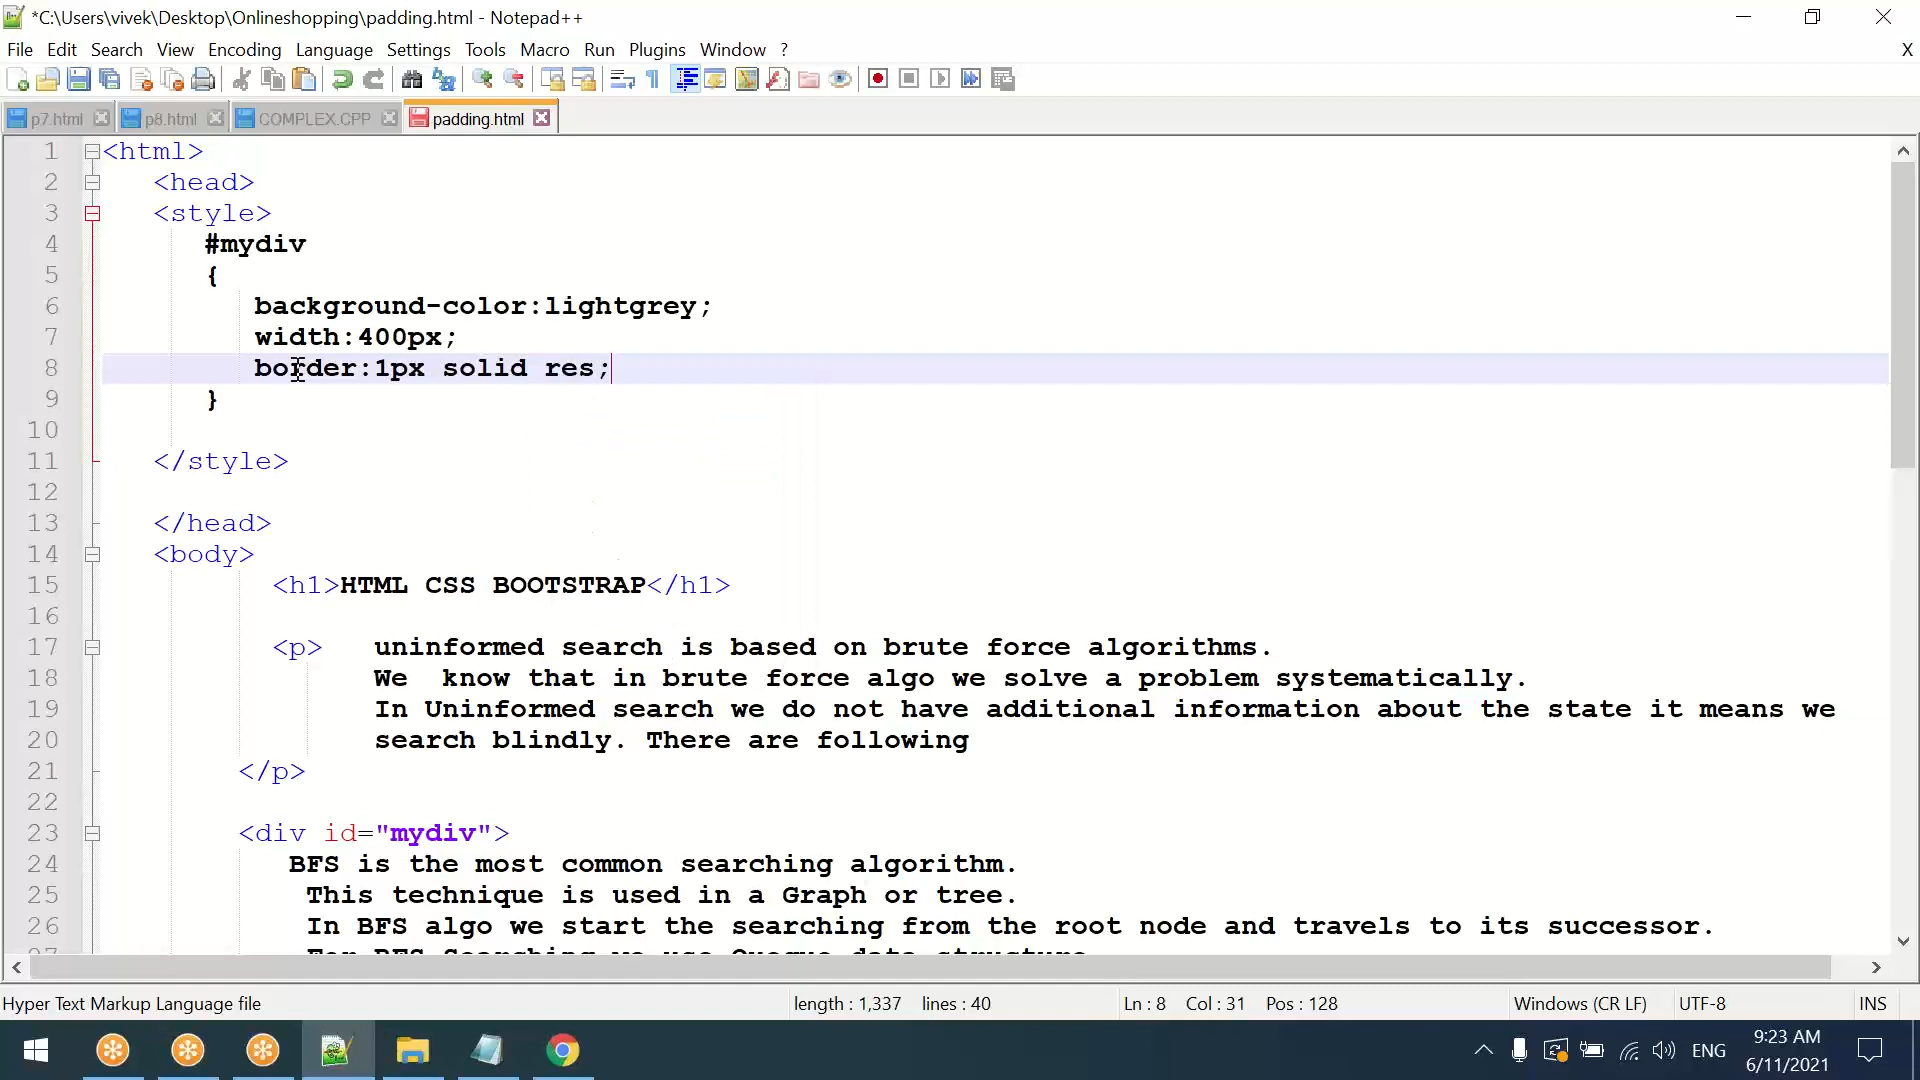 *C:\Users\vivek\Desktop\Onlineshopping\padding.html - Notepad++
File Edit Search View Encoding Language Settings Tools Macro Run Plugins Window ? X
p7.html p8.html COMPLEX.CPP padding.html
1 <html>
2 <head>
3 <style>
4 #mydiv
5 {
6 background-color:lightgrey;
7 width:400px;
8 border:1px solid res;
9 }
10
11 </style>
12
13 </head>
14 <body>
15 <h1>HTML CSS BOOTSTRAP</h1>
16
17 <p> uninformed search is based on brute force algorithms.
18 We know that in brute force algo we solve a problem systematically.
19 In Uninformed search we do not have additional information about the state it means we
20 search blindly. There are following
21 </p>
22
23 <div id="mydiv">
24 BFS is the most common searching algorithm.
25 This technique is used in a Graph or tree.
26 In BFS algo we start the searching from the root node and travels to its successor.
Hyper Text Markup Language file length : 1,337 lines : 40 Ln : 8 Col : 31 Pos : 128 Windows (CR LF) UTF-8 INS
ENG 9:23 AM
6/11/2021